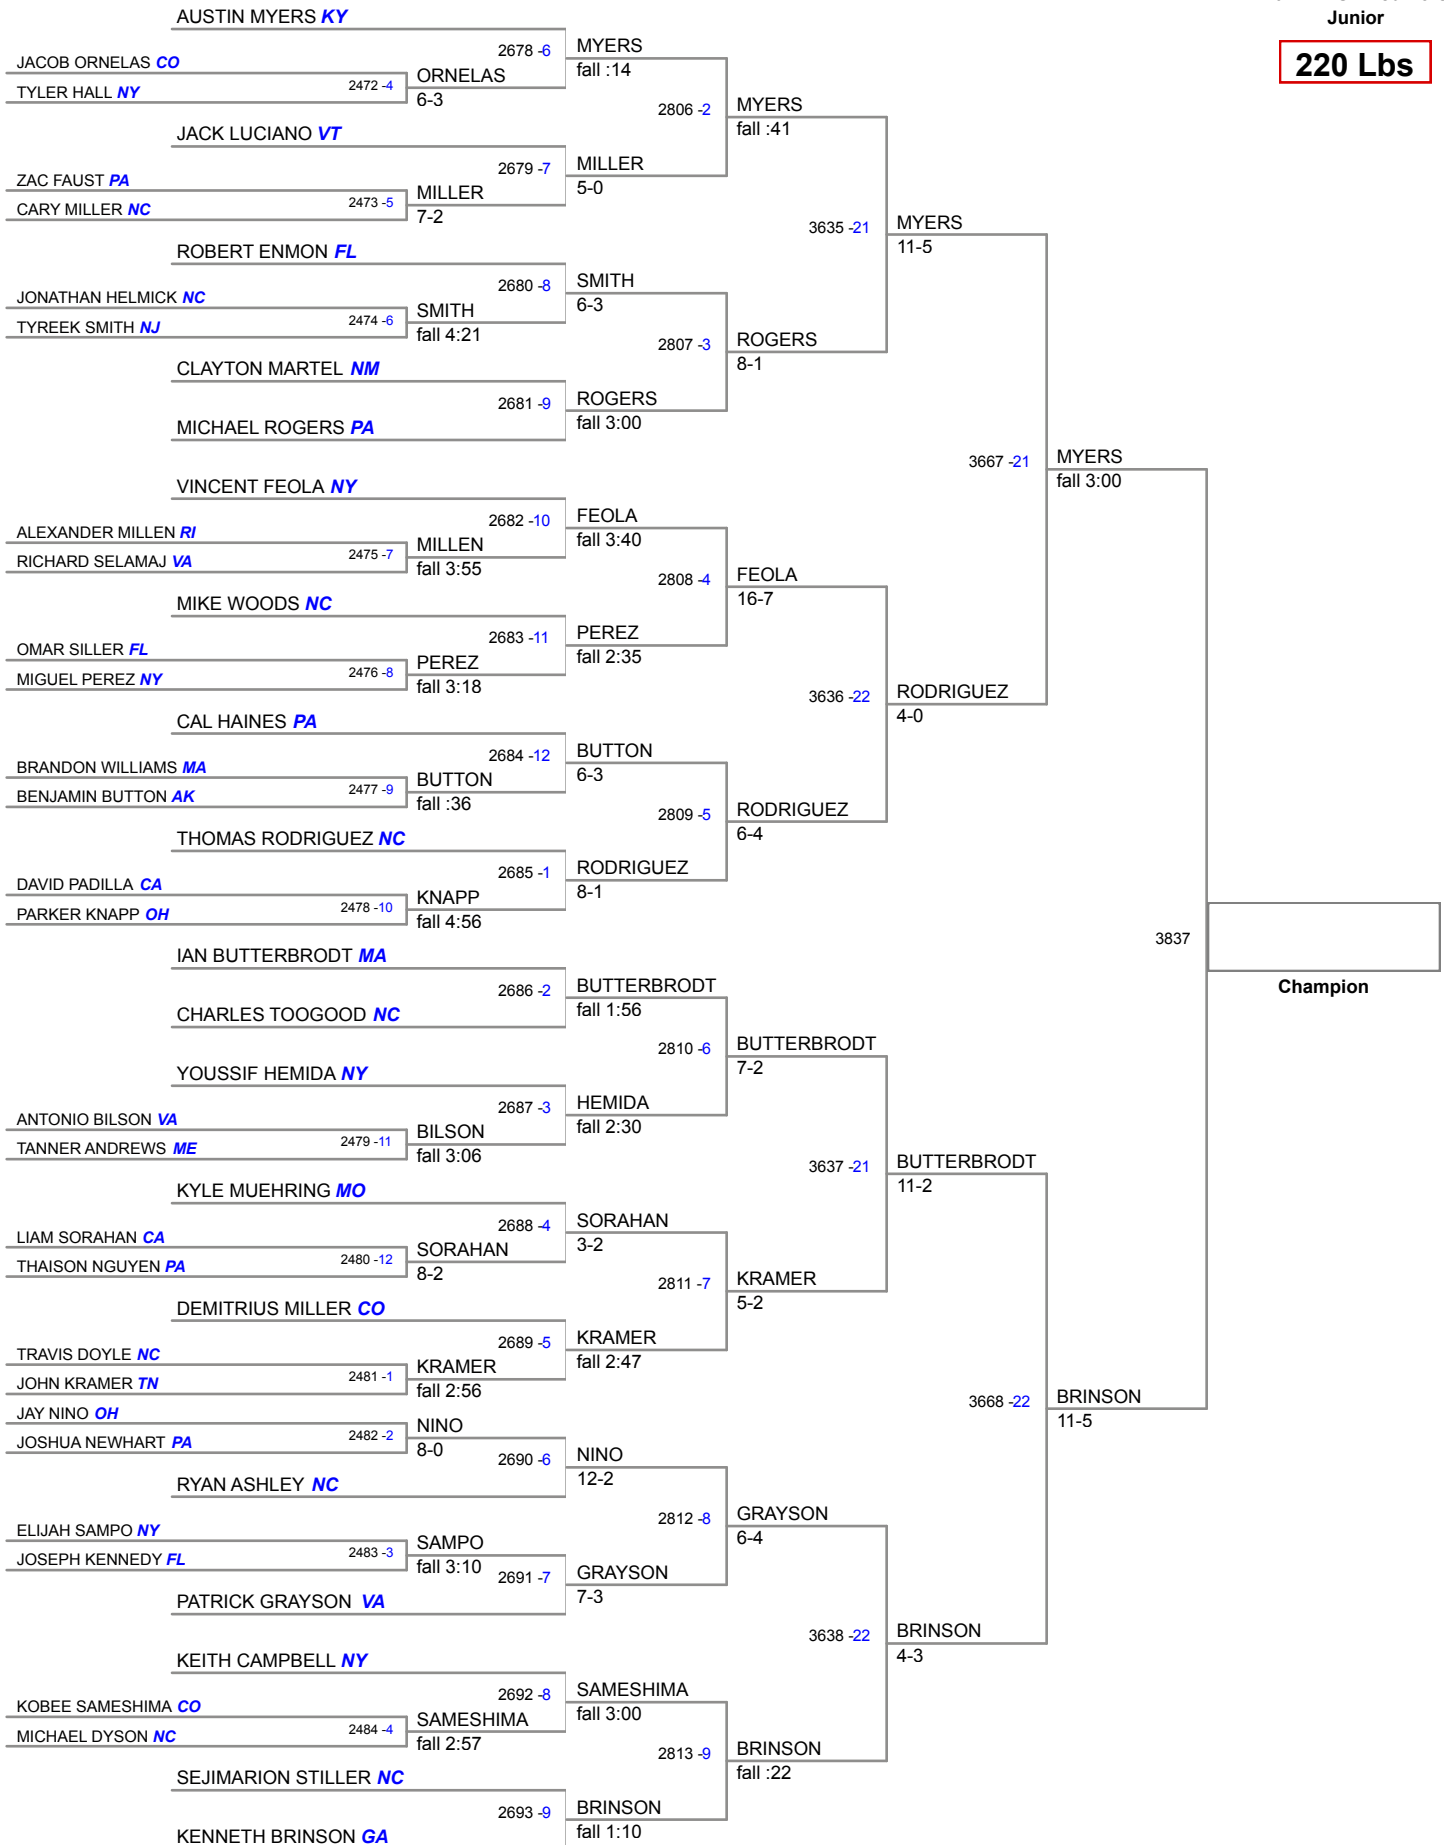 Junior
220 Lbs
AUSTIN MYERS KY
2678 -6
MYERS
fall :14
JACOB ORNELAS CO
TYLER HALL NY
2472 -4
ORNELAS
6-3
2806 -2
MYERS
fall :41
JACK LUCIANO VT
2679 -7
MILLER
5-0
ZAC FAUST PA
CARY MILLER NC
2473 -5
MILLER
7-2
3635 -21
MYERS
11-5
ROBERT ENMON FL
2680 -8
SMITH
6-3
JONATHAN HELMICK NC
TYREEK SMITH NJ
2474 -6
SMITH
fall 4:21
2807 -3
ROGERS
8-1
CLAYTON MARTEL NM
2681 -9
ROGERS
fall 3:00
MICHAEL ROGERS PA
3667 -21
MYERS
fall 3:00
VINCENT FEOLA NY
2682 -10
FEOLA
fall 3:40
ALEXANDER MILLEN RI
RICHARD SELAMAJ VA
2475 -7
MILLEN
fall 3:55
2808 -4
FEOLA
16-7
MIKE WOODS NC
2683 -11
PEREZ
fall 2:35
OMAR SILLER FL
MIGUEL PEREZ NY
2476 -8
PEREZ
fall 3:18
3636 -22
RODRIGUEZ
4-0
CAL HAINES PA
2684 -12
BUTTON
6-3
BRANDON WILLIAMS MA
BENJAMIN BUTTON AK
2477 -9
BUTTON
fall :36
2809 -5
RODRIGUEZ
6-4
THOMAS RODRIGUEZ NC
2685 -1
RODRIGUEZ
8-1
DAVID PADILLA CA
PARKER KNAPP OH
2478 -10
KNAPP
fall 4:56
3837
Champion
IAN BUTTERBRODT MA
2686 -2
BUTTERBRODT
fall 1:56
CHARLES TOOGOOD NC
2810 -6
BUTTERBRODT
7-2
YOUSSIF HEMIDA NY
2687 -3
HEMIDA
fall 2:30
ANTONIO BILSON VA
TANNER ANDREWS ME
2479 -11
BILSON
fall 3:06
3637 -21
BUTTERBRODT
11-2
KYLE MUEHRING MO
2688 -4
SORAHAN
3-2
LIAM SORAHAN CA
THAISON NGUYEN PA
2480 -12
SORAHAN
8-2
2811 -7
KRAMER
5-2
DEMITRIUS MILLER CO
2689 -5
KRAMER
fall 2:47
TRAVIS DOYLE NC
JOHN KRAMER TN
2481 -1
KRAMER
fall 2:56
3668 -22
BRINSON
11-5
JAY NINO OH
JOSHUA NEWHART PA
2482 -2
NINO
8-0
2690 -6
NINO
12-2
RYAN ASHLEY NC
2812 -8
GRAYSON
6-4
ELIJAH SAMPO NY
JOSEPH KENNEDY FL
2483 -3
SAMPO
fall 3:10
2691 -7
GRAYSON
7-3
PATRICK GRAYSON VA
3638 -22
BRINSON
4-3
KEITH CAMPBELL NY
2692 -8
SAMESHIMA
fall 3:00
KOBEE SAMESHIMA CO
MICHAEL DYSON NC
2484 -4
SAMESHIMA
fall 2:57
2813 -9
BRINSON
fall :22
SEJIMARION STILLER NC
2693 -9
BRINSON
fall 1:10
KENNETH BRINSON GA